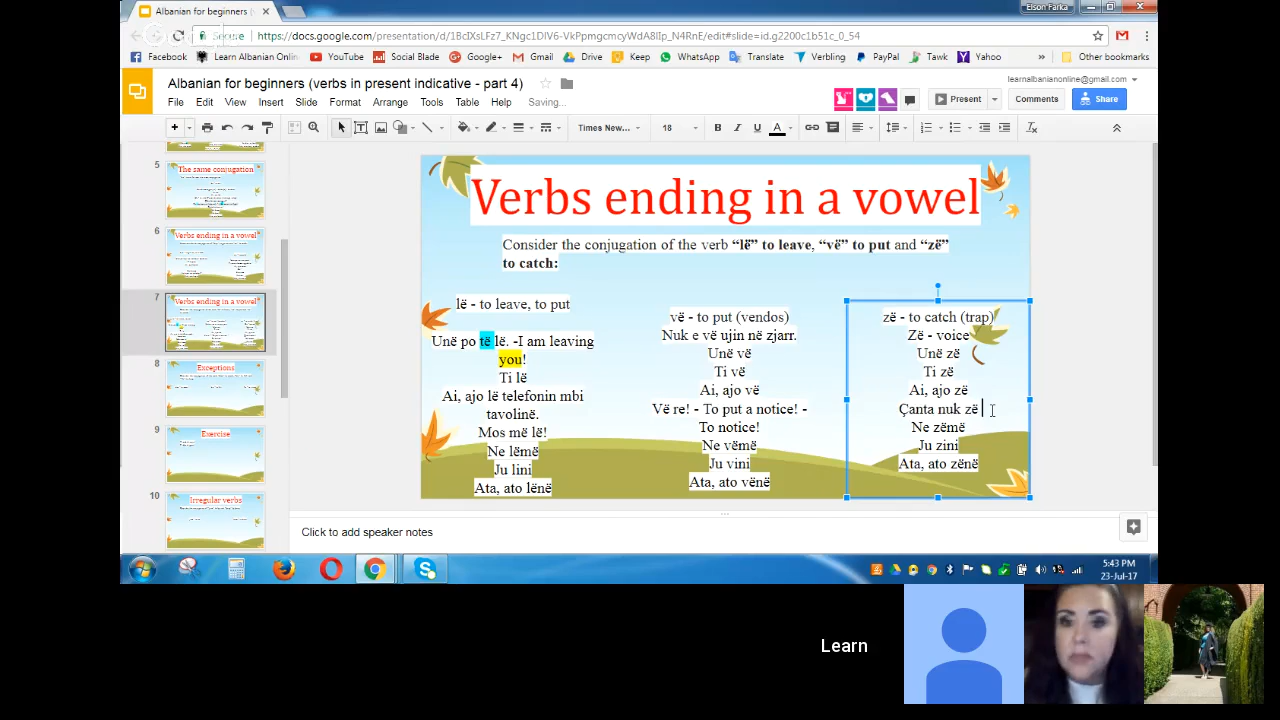 Albanian for beginners (v
Elson Farka
Secure
https://docs.google.com/presentation/d/1BcIXsLFz7_KNgc1DlV6-VkFpmgcmcyWdA8lIp_N4RnE/edit#slide=id.g2200c1b51c_0_54
Facebook
Learn Albanian Onlin
YouTube
Social Blade
Google+
Gmail
Drive
Keep
WhatsApp
Translate
Verbling
PayPal
Tawk
Yahoo
»
Other bookmarks
Albanian for beginners (verbs in present indicative - part 4)
learnalbanianonline@gmail.com
File Edit View Insert Slide Format Arrange Tools Table Help Saving...
Present
Comments
Share
Times New...
18
B I U A
5
The same conjugation
6
Verbs ending in a vowel
7
Verbs ending in a vowel
8
Exceptions
9
Exercise
10
Irregular verbs
Verbs ending in a vowel
Consider the conjugation of the verb “lë” to leave, “vë” to put and “zë”
to catch:
lë - to leave, to put
Unë po të lë. -I am leaving
you!
Ti lë
Ai, ajo lë telefonin mbi
tavolinë.
Mos më lë!
Ne lëmë
Ju lini
Ata, ato lënë
vë - to put (vendos)
Nuk e vë ujin në zjarr.
Unë vë
Ti vë
Ai, ajo vë
Vë re! - To put a notice! -
To notice!
Ne vëmë
Ju vini
Ata, ato vënë
zë - to catch (trap)
Zë - voice
Unë zë
Ti zë
Ai, ajo zë
Çanta nuk zë
Ne zëmë
Ju zini
Ata, ato zënë
Click to add speaker notes
5:43 PM
23-Jul-17
Learn